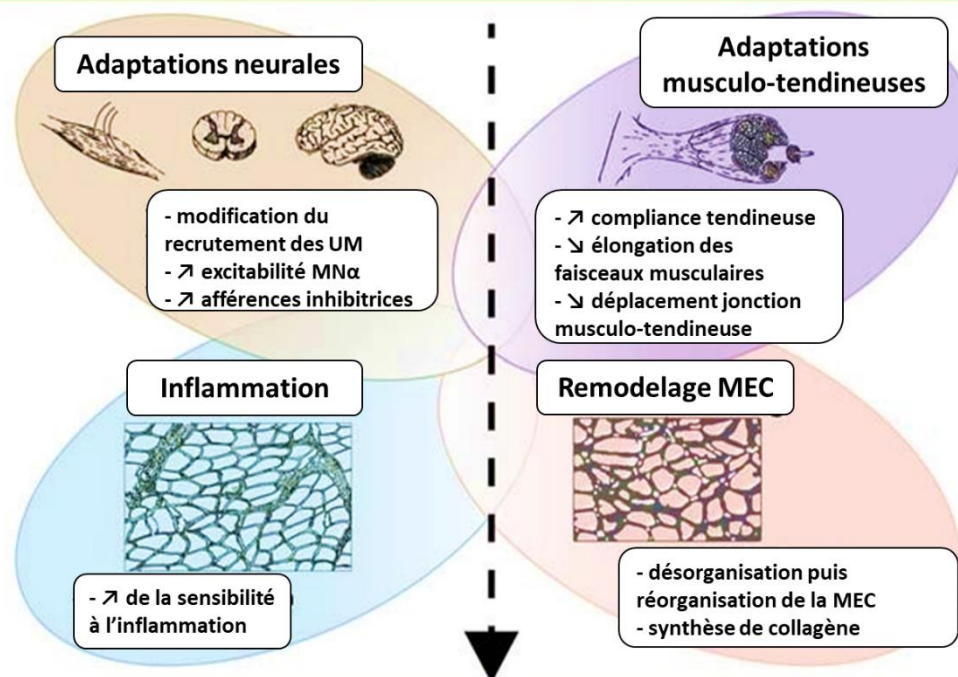 Adaptations neurales
- modification du
recrutement des UM
- ↗ excitabilité MNα
- ↗ afférences inhibitrices
Adaptations
musculo-tendineuses
- ↗ compliance tendineuse
- ↘ élongation des
faisceaux musculaires
- ↘ déplacement jonction
musculo-tendineuse
Inflammation
- ↗ de la sensibilité
à l’inflammation
Remodelage MEC
- désorganisation puis
réorganisation de la MEC
- synthèse de collagène